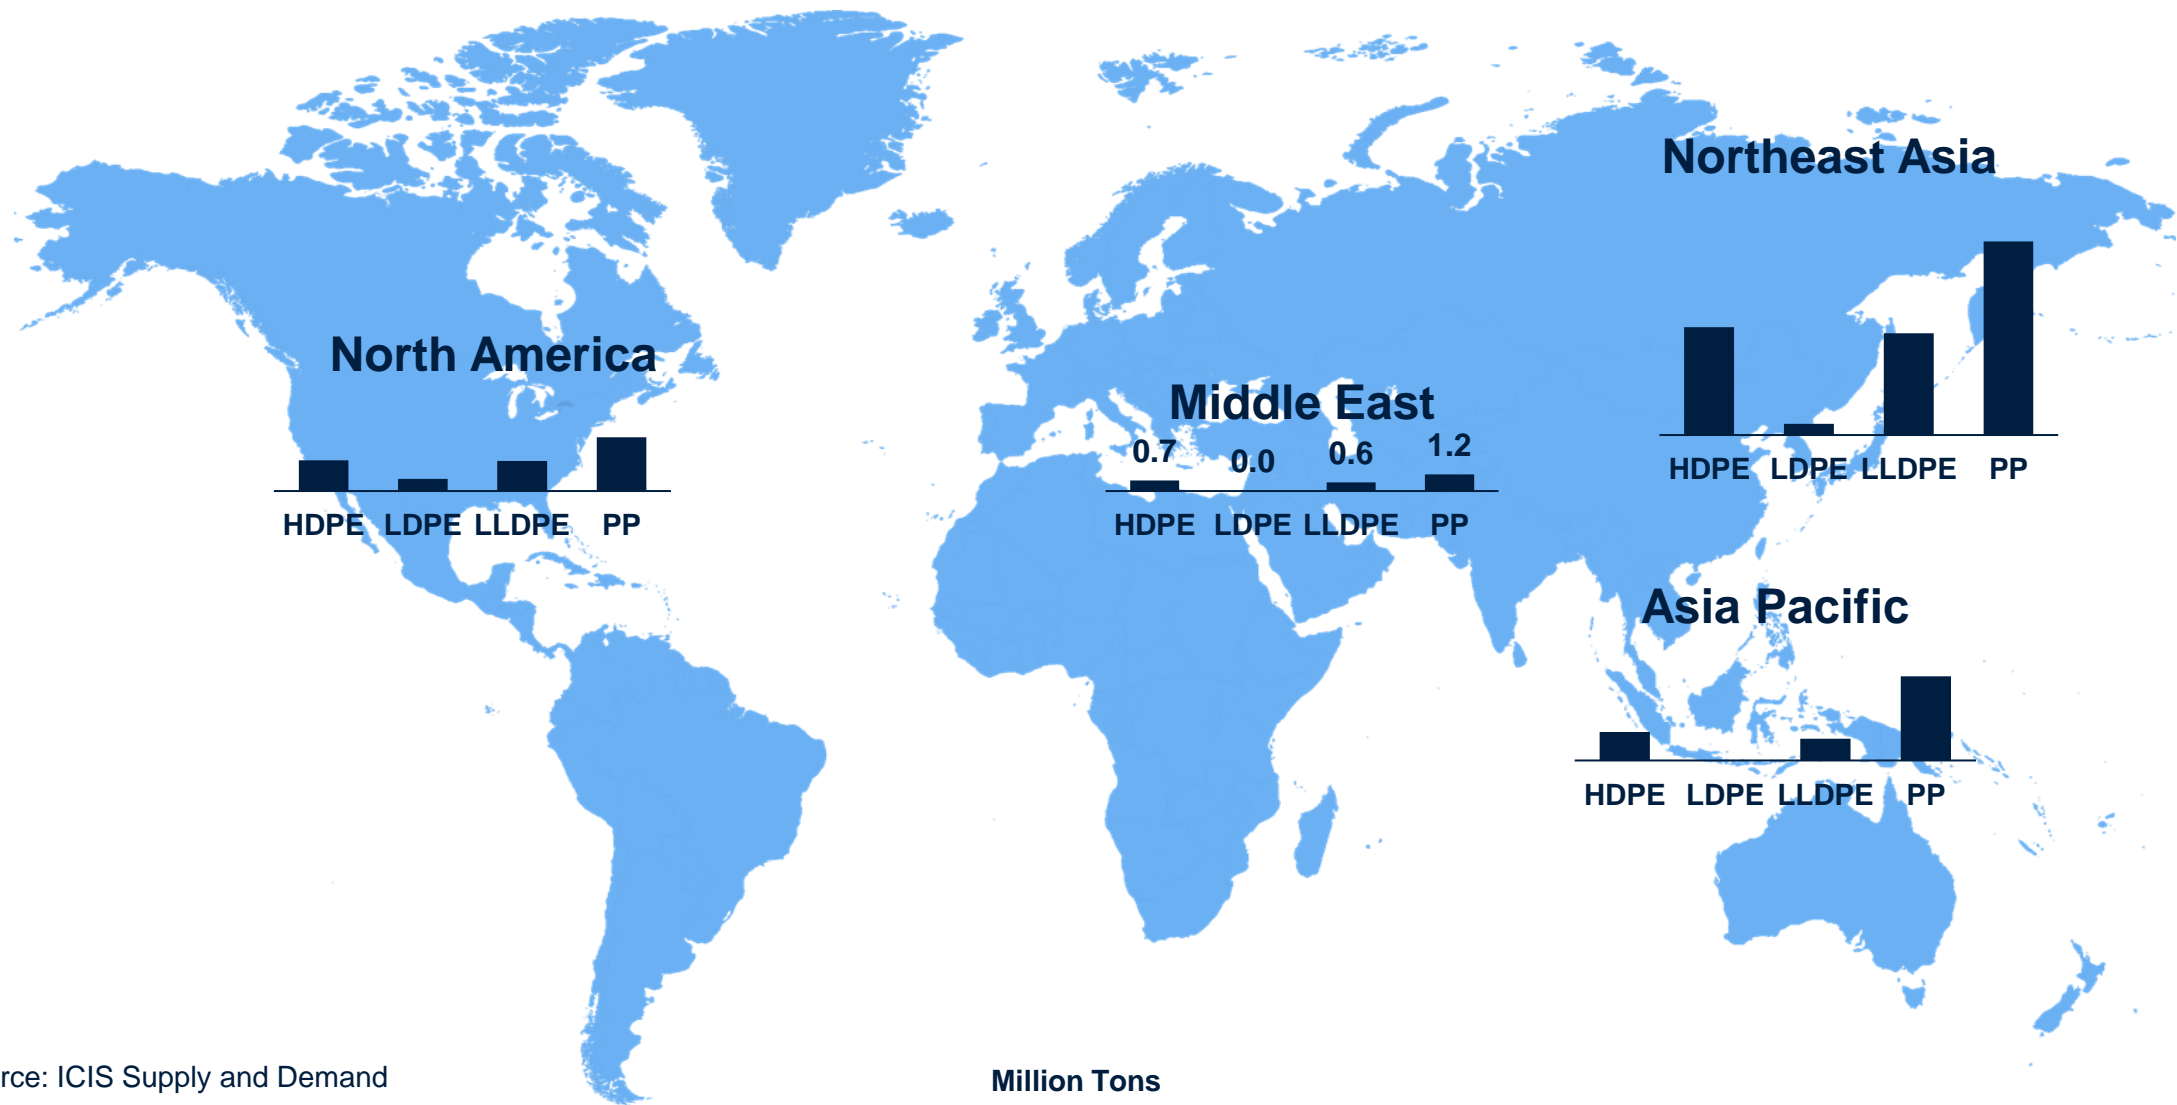 Northeast Asia
HDPE LDPE LLDPE PP
North America
HDPE LDPE LLDPE PP
Middle East
0.7 0.0 0.6 1.2
HDPE LDPE LLDPE PP
Asia Pacific
HDPE LDPE LLDPE PP
rce: ICIS Supply and Demand
Million Tons